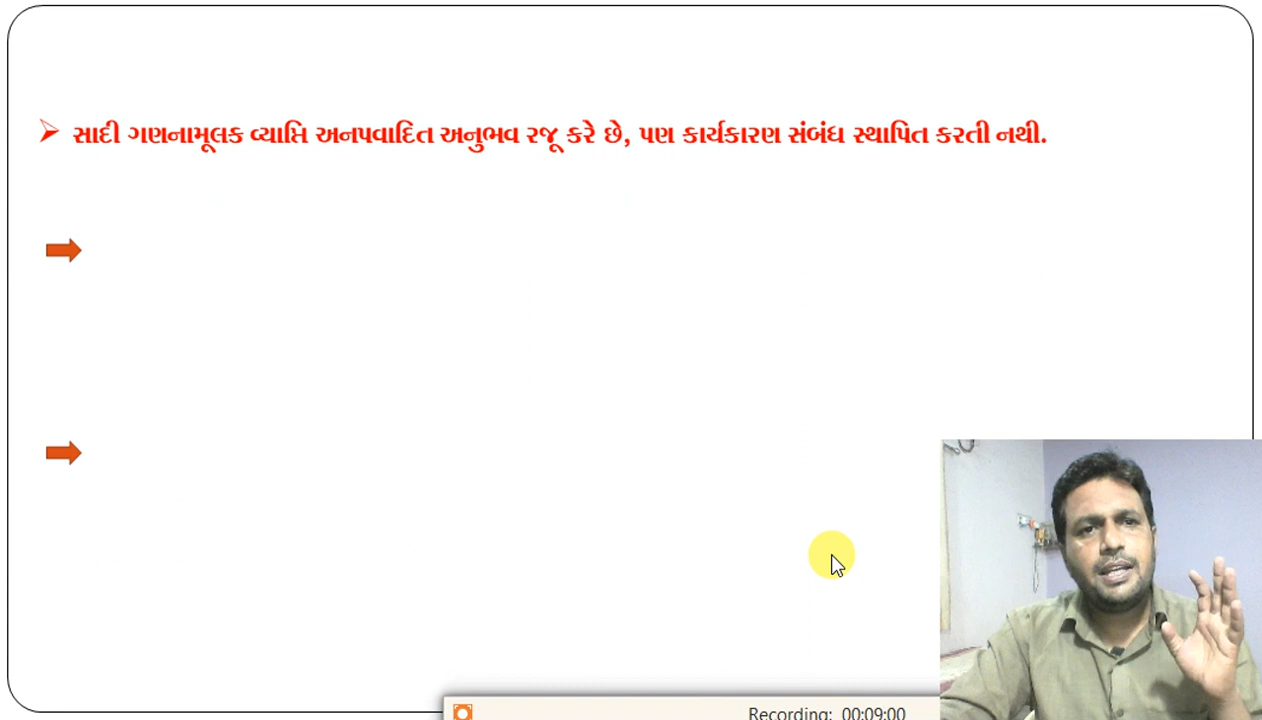 સાદી ગણનામૂલક વ્યાપ્તિ અનપવાદિત અનુભવ રજૂ કરે છે, પણ કાર્યકારણ સંબંધ સ્થાપિત કરતી નથી.
Recording: 00:09:00